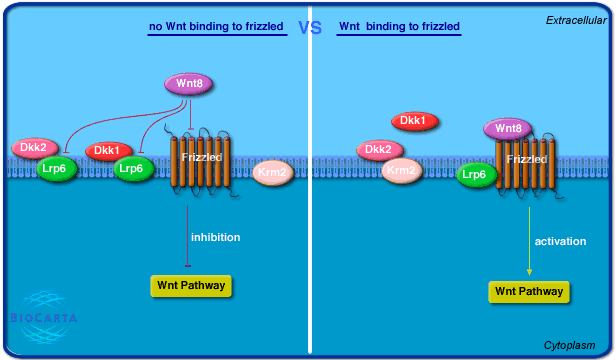 no Wnt binding to frizzled VS Wnt binding to frizzled
Extracellular
Wnt8
Dkk2
Lrp6
Dkk1
Lrp6
Frizzled
Krm2
inhibition
Wnt Pathway
BIOCARTA
Dkk1
Dkk2
Krm2
Wnt8
Frizzled
Lrp6
activation
Wnt Pathway
Cytoplasm